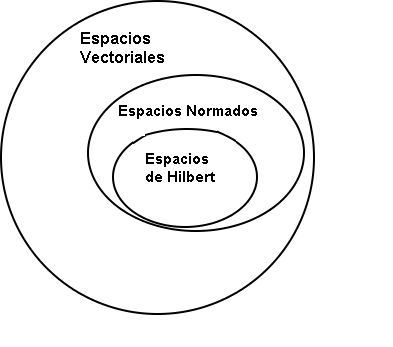 Espacios
Vectoriales
Espacios Normados
Espacios
de Hilbert